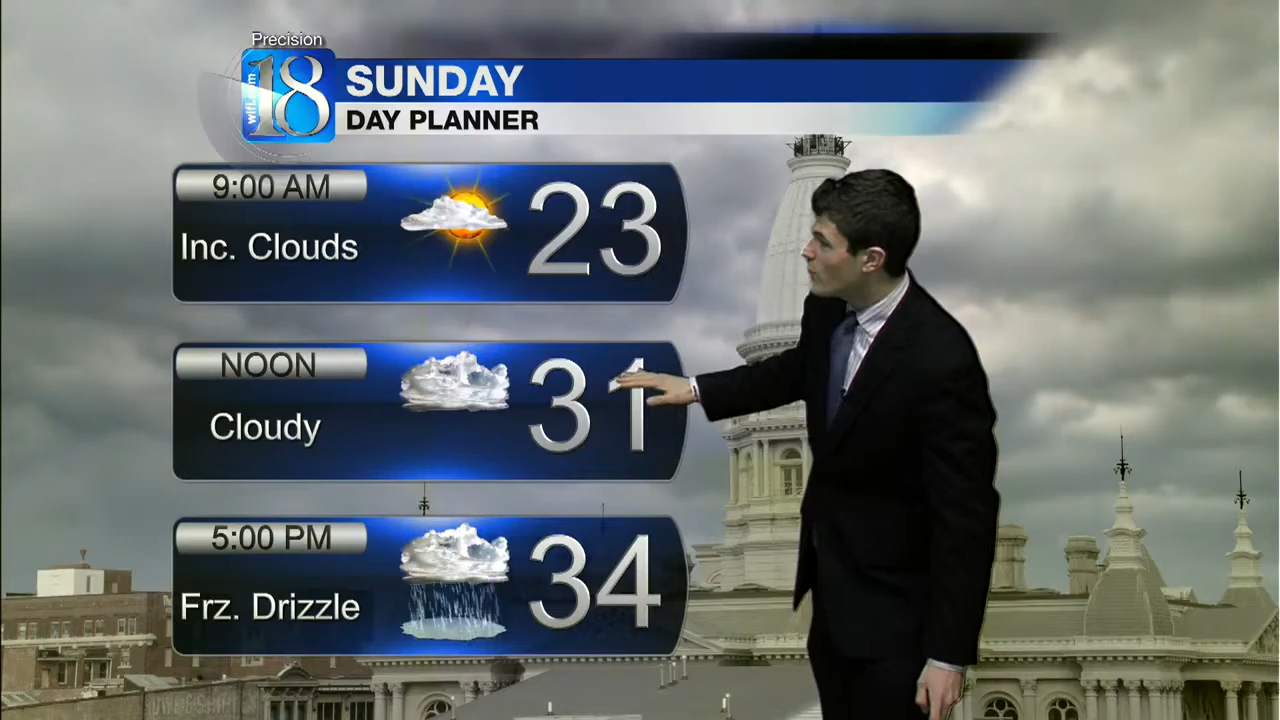 Precision
18
wlfi.com
SUNDAY
DAY PLANNER
9:00 AM
Inc. Clouds
23
NOON
Cloudy
31
5:00 PM
Frz. Drizzle
34